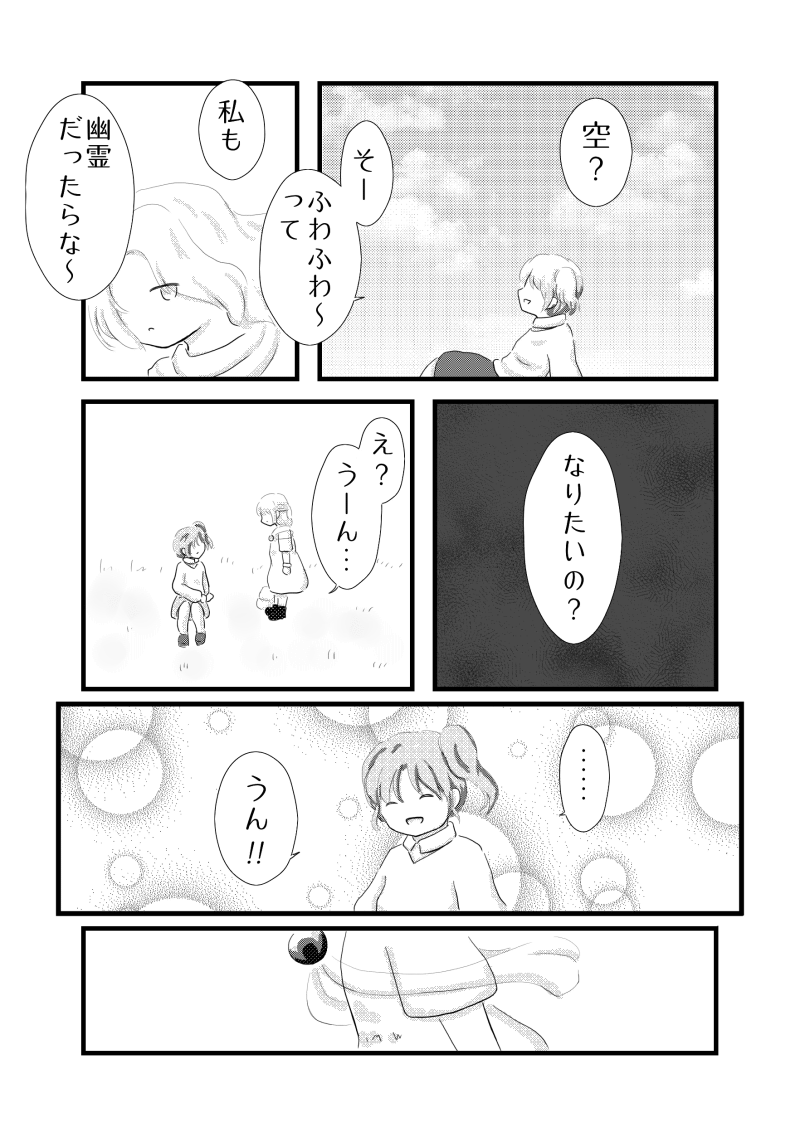 空？
そー
ふわふわ～
って
私も
幽霊
だったらな～
なりたいの？
え？
うーん…
……
うん!!